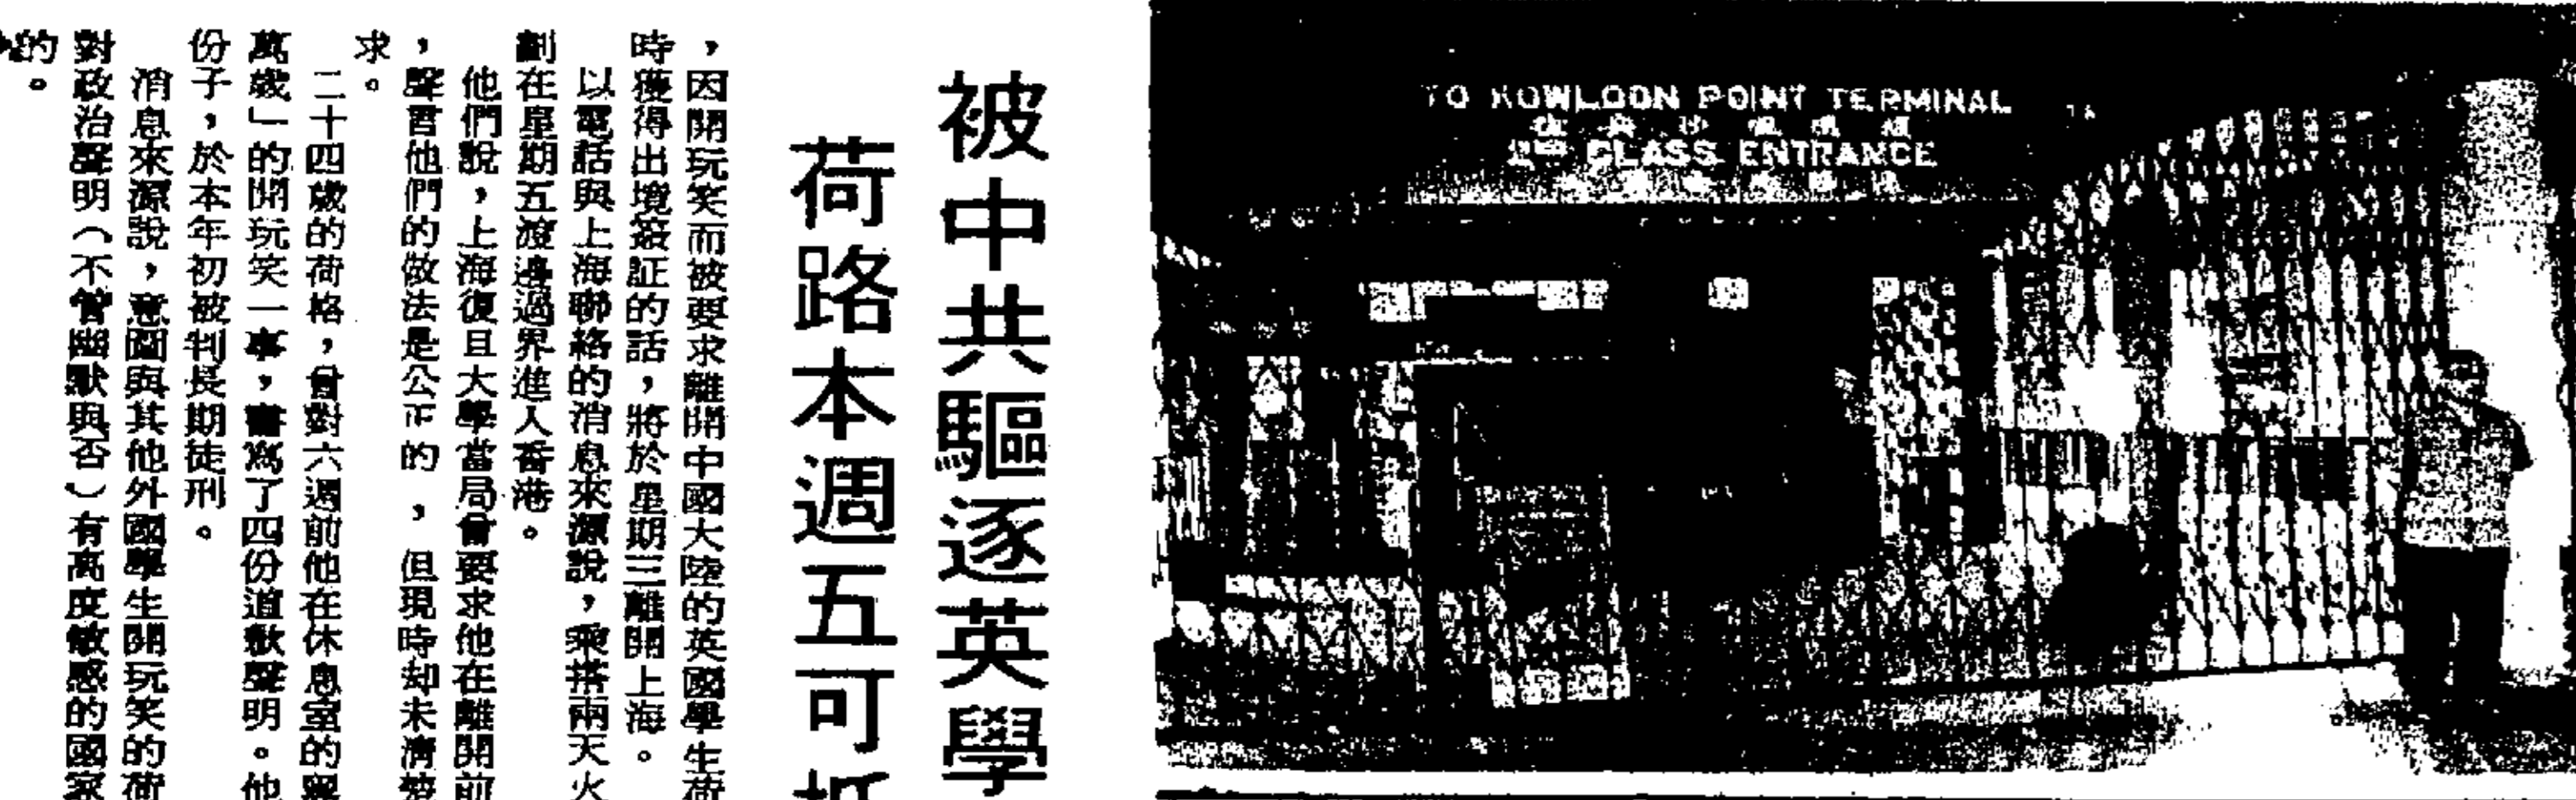 TO KOWLOON POINT TERMINAL
CLASS ENTRANCE
被中共驅逐英學
荷路本週五可抵
，因開玩笑而被要求離開中國大陸的英國學生荷
時獲得出境簽証的話，將於星期三離開上海。
以電話與上海聯絡的消息來源說，乘搭兩天火
劃在星期五渡邊過界進入香港。
他們說，上海復旦大學當局會要求他在離開前
，聲言他們的做法是公正的，但現時却未清楚
求。
二十四歲的荷格，曾對六週前他在休息室的
萬歲」的開玩笑一事，書寫了四份道歉聲明。他
份子，於本年初被判長期徒刑。
消息來源說，意圖與其他外國學生開玩笑的荷
對政治聲明（不管幽默與否）有高度敏感的國家
的。